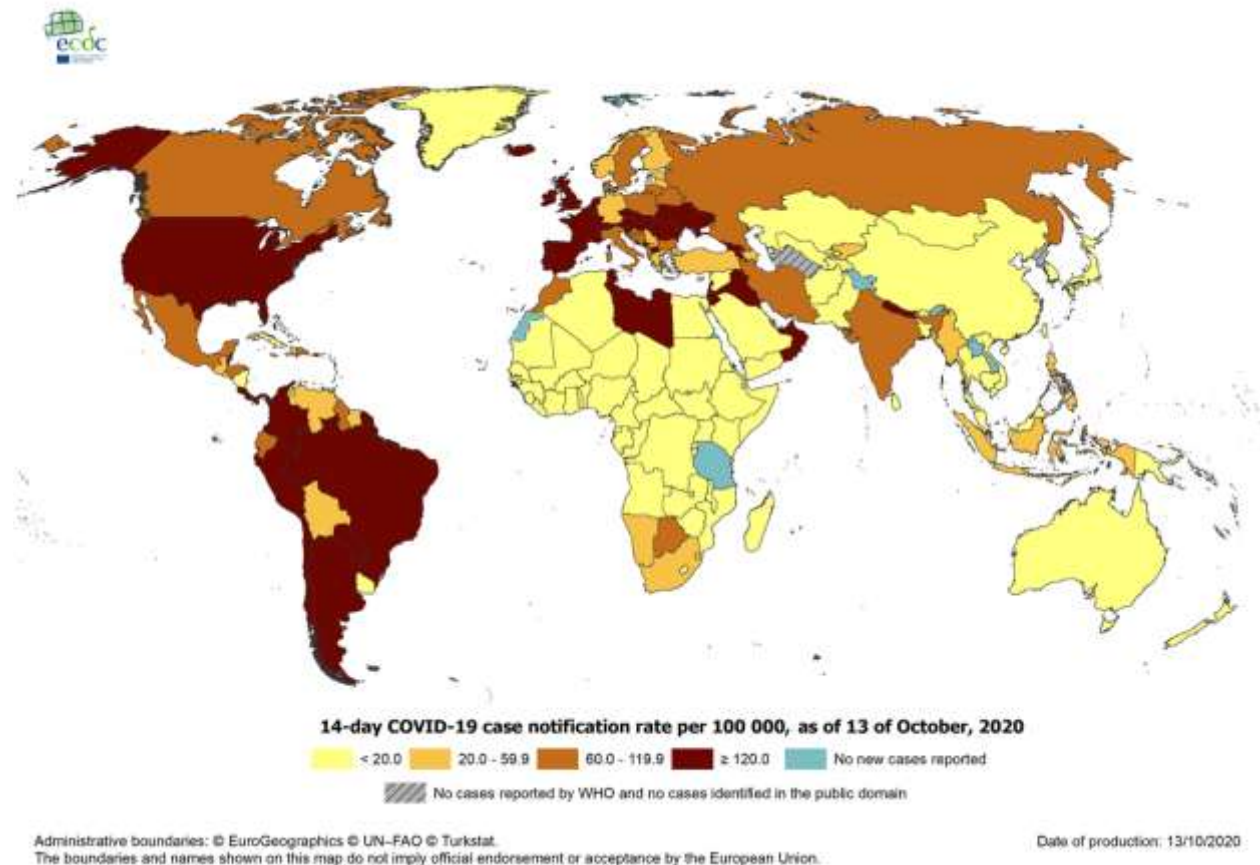 ecdc
14-day COVID-19 case notification rate per 100 000, as of 13 of October, 2020
< 20.0 20.0 - 59.9 60.0 - 119.9 ≥ 120.0 No new cases reported
No cases reported by WHO and no cases identified in the public domain
Administrative boundaries: © EuroGeographics © UN–FAO © Turkstat.
The boundaries and names shown on this map do not imply official endorsement or acceptance by the European Union.
Date of production: 13/10/2020